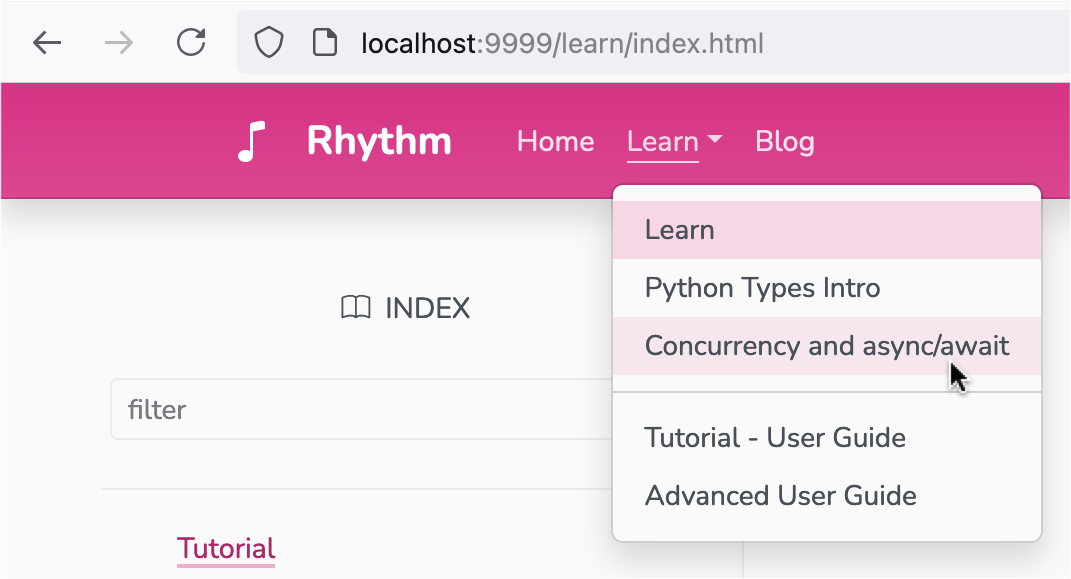 localhost:9999/learn/index.html
Rhythm Home Learn Blog
Learn
Python Types Intro
INDEX
Concurrency and async/await
filter
Tutorial - User Guide
Advanced User Guide
Tutorial